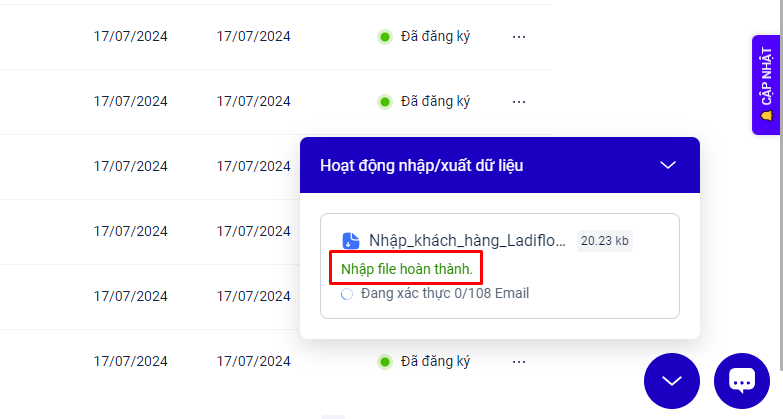 17/07/2024 17/07/2024 Đã đăng ký ...
CẬP NHẬT
17/07/2024 17/07/2024 Đã đăng ký ...
Hoạt động nhập/xuất dữ liệu
17/07/2024 17/07/2024
17/07/2024 17/07/2024
Nhập_khách_hàng_Ladiflo... 20.23 kb
Nhập file hoàn thành.
17/07/2024 17/07/2024
Đang xác thực 0/108 Email
17/07/2024 17/07/2024 Đã đăng ký ...